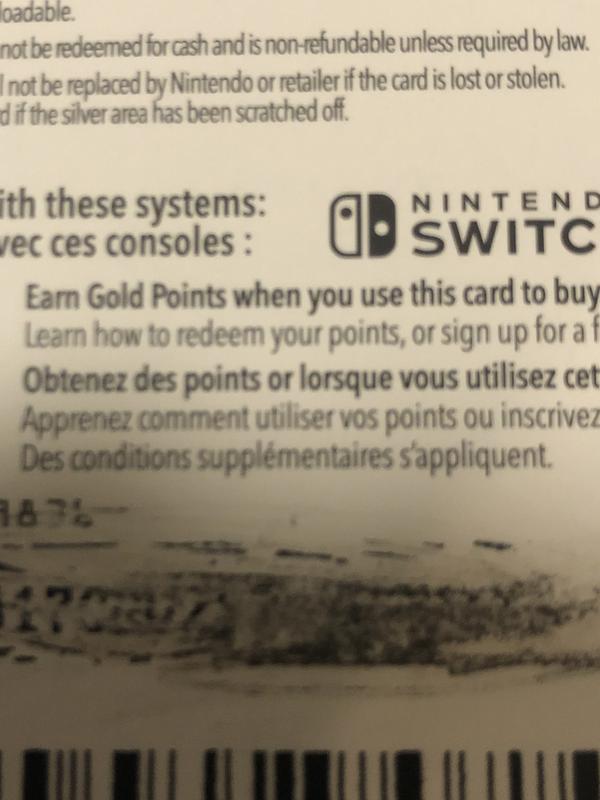 loadable.
not be redeemed for cash and is non-refundable unless required by law.
l not be replaced by Nintendo or retailer if the card is lost or stolen.
d if the silver area has been scratched off.
ith these systems:
NINTEND
vec ces consoles :
SWITC
Earn Gold Points when you use this card to buy
Learn how to redeem your points, or sign up for a f
Obtenez des points or lorsque vous utilisez cet
Apprenez comment utiliser vos points ou inscrivez
Des conditions supplémentaires s'appliquent.